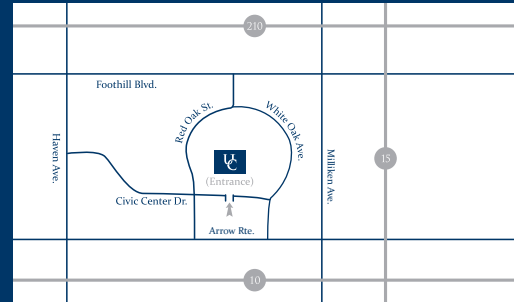 210
Foothill Blvd.
Red Oak St.
White Oak Ave.
Haven Ave.
UC
Milliken Ave.
15
(Entrance)
Civic Center Dr.
Arrow Rte.
10